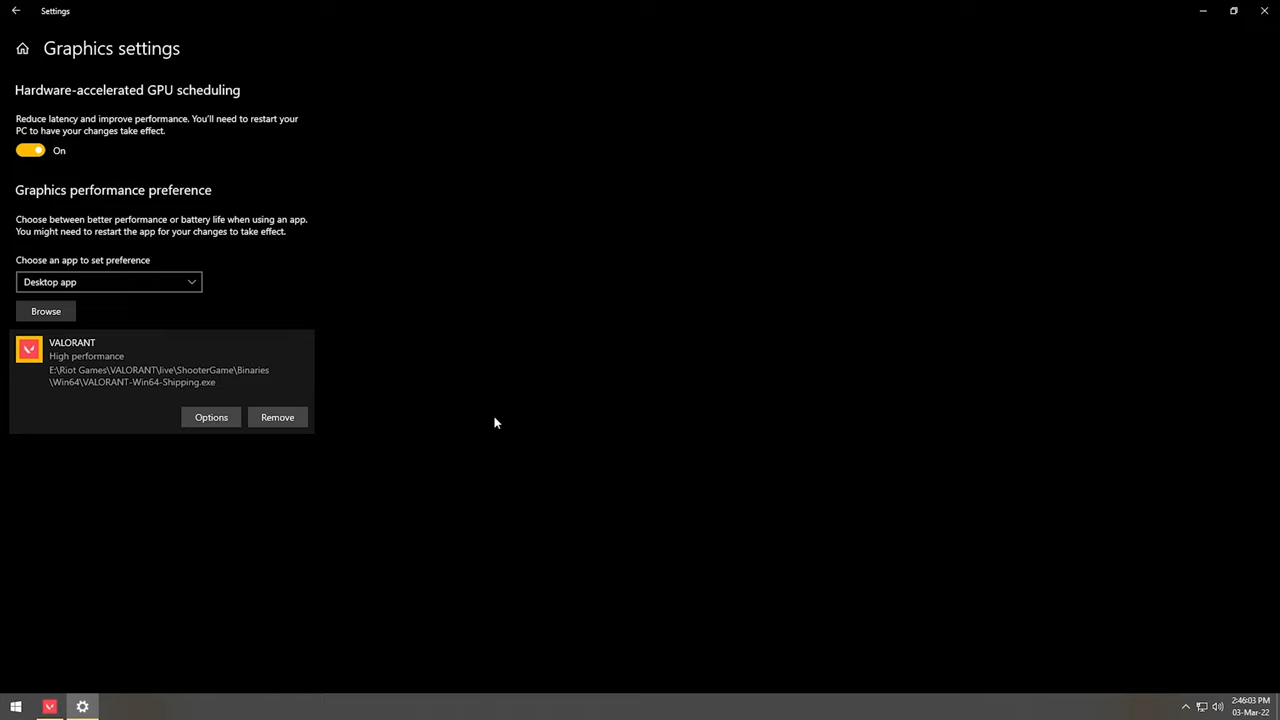 Settings
Graphics settings
Hardware-accelerated GPU scheduling
Reduce latency and improve performance. You'll need to restart your
PC to have your changes take effect.
On
Graphics performance preference
Choose between better performance or battery life when using an app.
You might need to restart the app for your changes to take effect.
Choose an app to set preference
Desktop app
Browse
VALORANT
High performance
E:\Riot Games\VALORANT\live\ShooterGame\Binaries
\Win64\VALORANT-Win64-Shipping.exe
Options Remove
2:46:03 PM
03-Mar-22